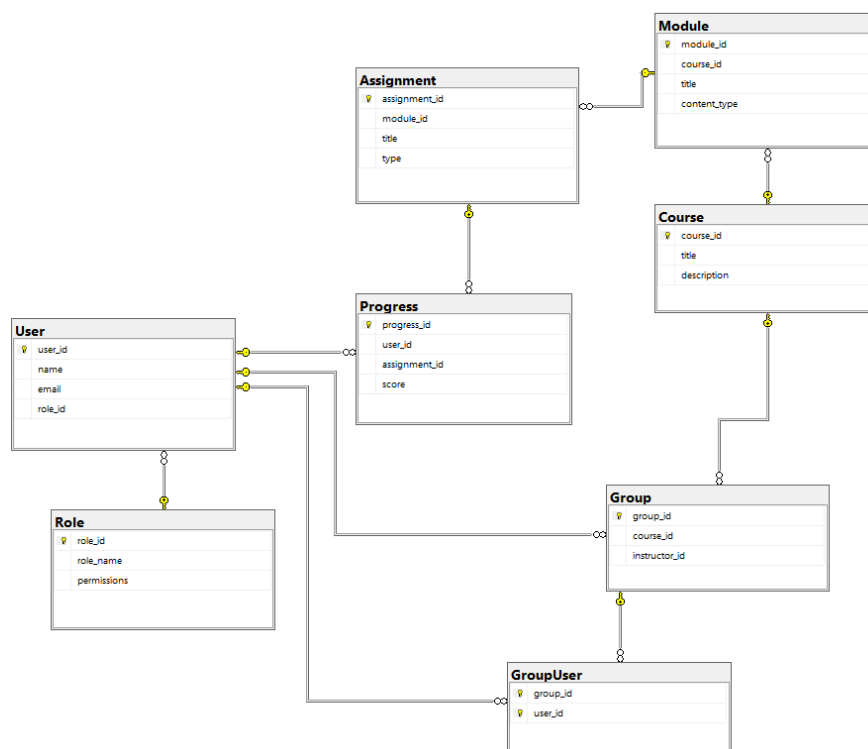 Module
module_id
course_id
title
content_type
Assignment
assignment_id
module_id
title
type
Course
course_id
title
description
Progress
progress_id
user_id
assignment_id
score
User
user_id
name
email
role_id
Group
group_id
course_id
instructor_id
Role
role_id
role_name
permissions
GroupUser
group_id
user_id